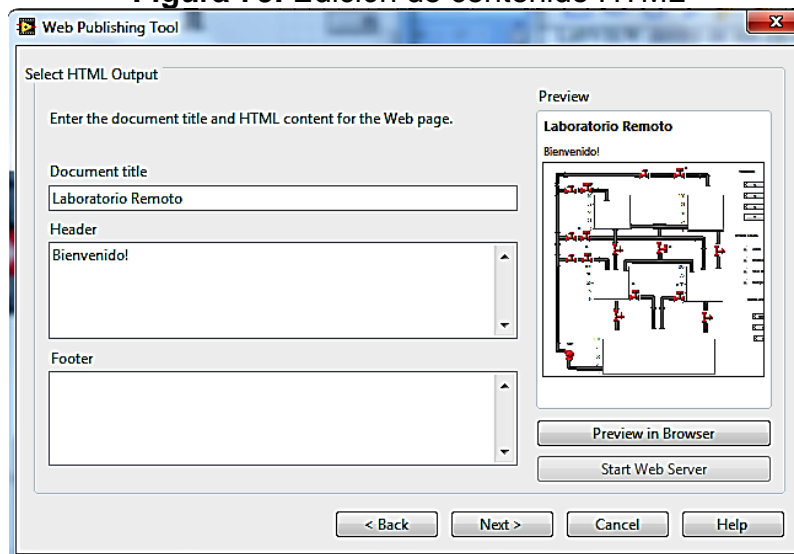 Edición de contenido HTML
Web Publishing Tool
Select HTML Output
Enter the document title and HTML content for the Web page.
Document title
Laboratorio Remoto
Header
Bienvenido!
Footer
Preview
Laboratorio Remoto
Bienvenido!
Preview in Browser
Start Web Server
< Back
Next >
Cancel
Help